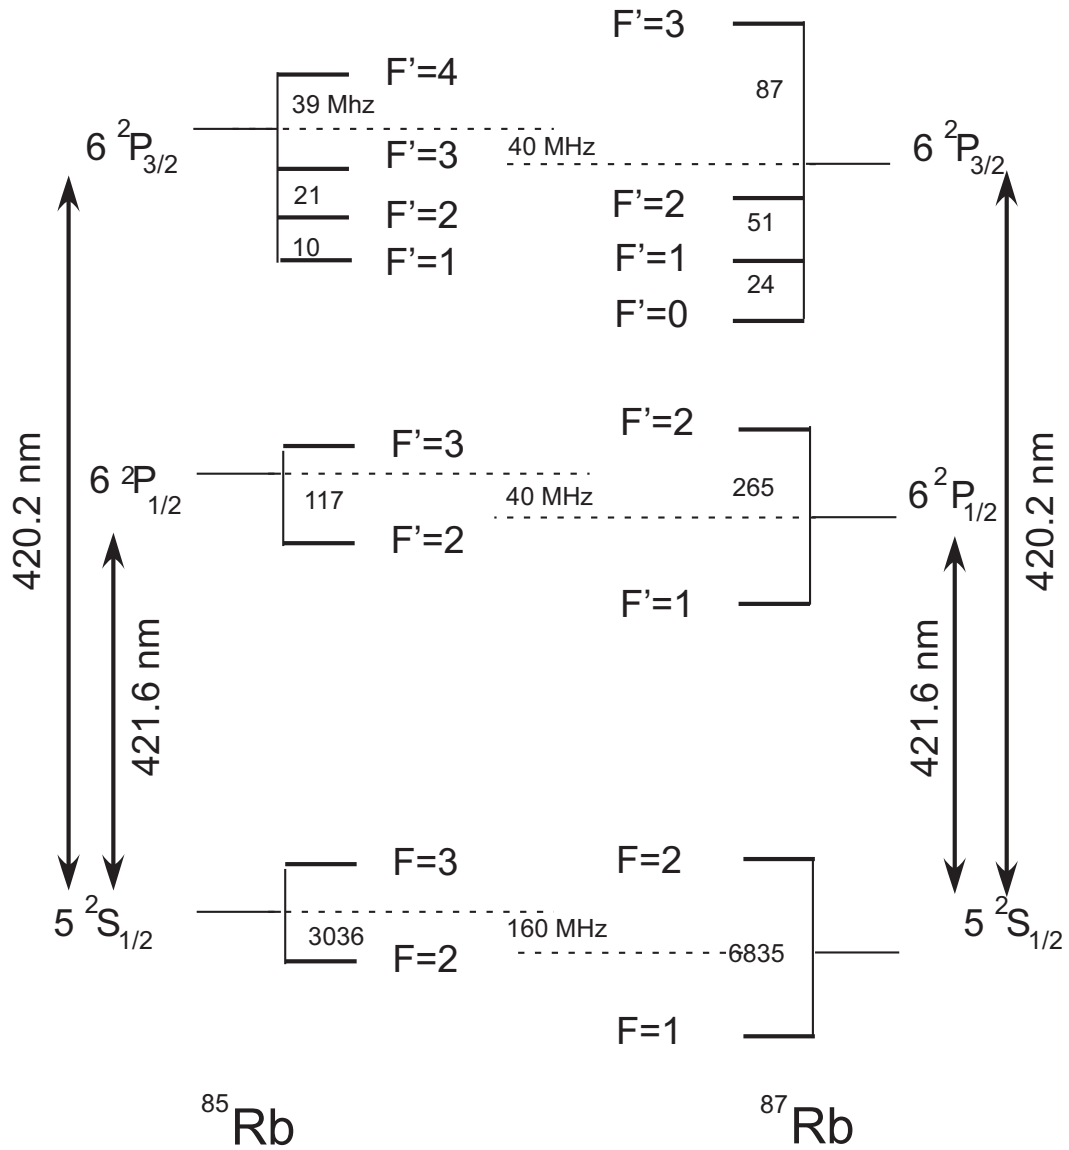 F’=3
F’=4
87
39 Mhz
6 ²P₃/₂
40 MHz
6 ²P₃/₂
F’=3
21
F’=2
F’=2
51
10
F’=1
F’=1
24
F’=0
F’=2
F’=3
6 ²P₁/₂
117
40 MHz
265
6 ²P₁/₂
F’=2
F’=1
420.2 nm
421.6 nm
421.6 nm
420.2 nm
F=3
F=2
5 ²S₁/₂
3036
160 MHz
6835
5 ²S₁/₂
F=2
F=1
⁸⁵Rb
⁸⁷Rb